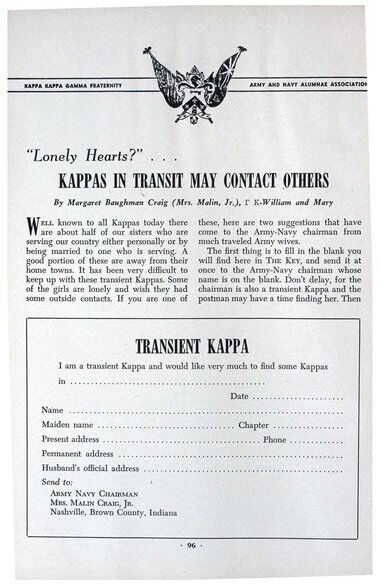 KAPPA KAPPA GAMMA FRATERNITY
ARMY AND NAVY ALUMNAE ASSOCIATION
"Lonely Hearts?" . . .
KAPPAS IN TRANSIT MAY CONTACT OTHERS
By Margaret Baughman Craig (Mrs. Malin, Jr.), Γ K-William and Mary
WELL known to all Kappas today there
are about half of our sisters who are
serving our country either personally or by
being married to one who is serving. A
good portion of these are away from their
home towns. It has been very difficult to
keep up with these transient Kappas. Some
of the girls are lonely and wish they had
some outside contacts. If you are one of
these, here are two suggestions that have
come to the Army-Navy chairman from
much traveled Army wives.
The first thing is to fill in the blank you
will find here in THE KEY, and send it at
once to the Army-Navy chairman whose
name is on the blank. Don't delay, for the
chairman is also a transient Kappa and the
postman may have a time finding her. Then
TRANSIENT KAPPA
I am a transient Kappa and would like very much to find some Kappas
in
Date
Name
Maiden name Chapter
Present address Phone
Permanent address
Husband's official address
Send to:
ARMY NAVY CHAIRMAN
MRS. MALIN CRAIG, JR.
Nashville, Brown County, Indiana
· 96 ·